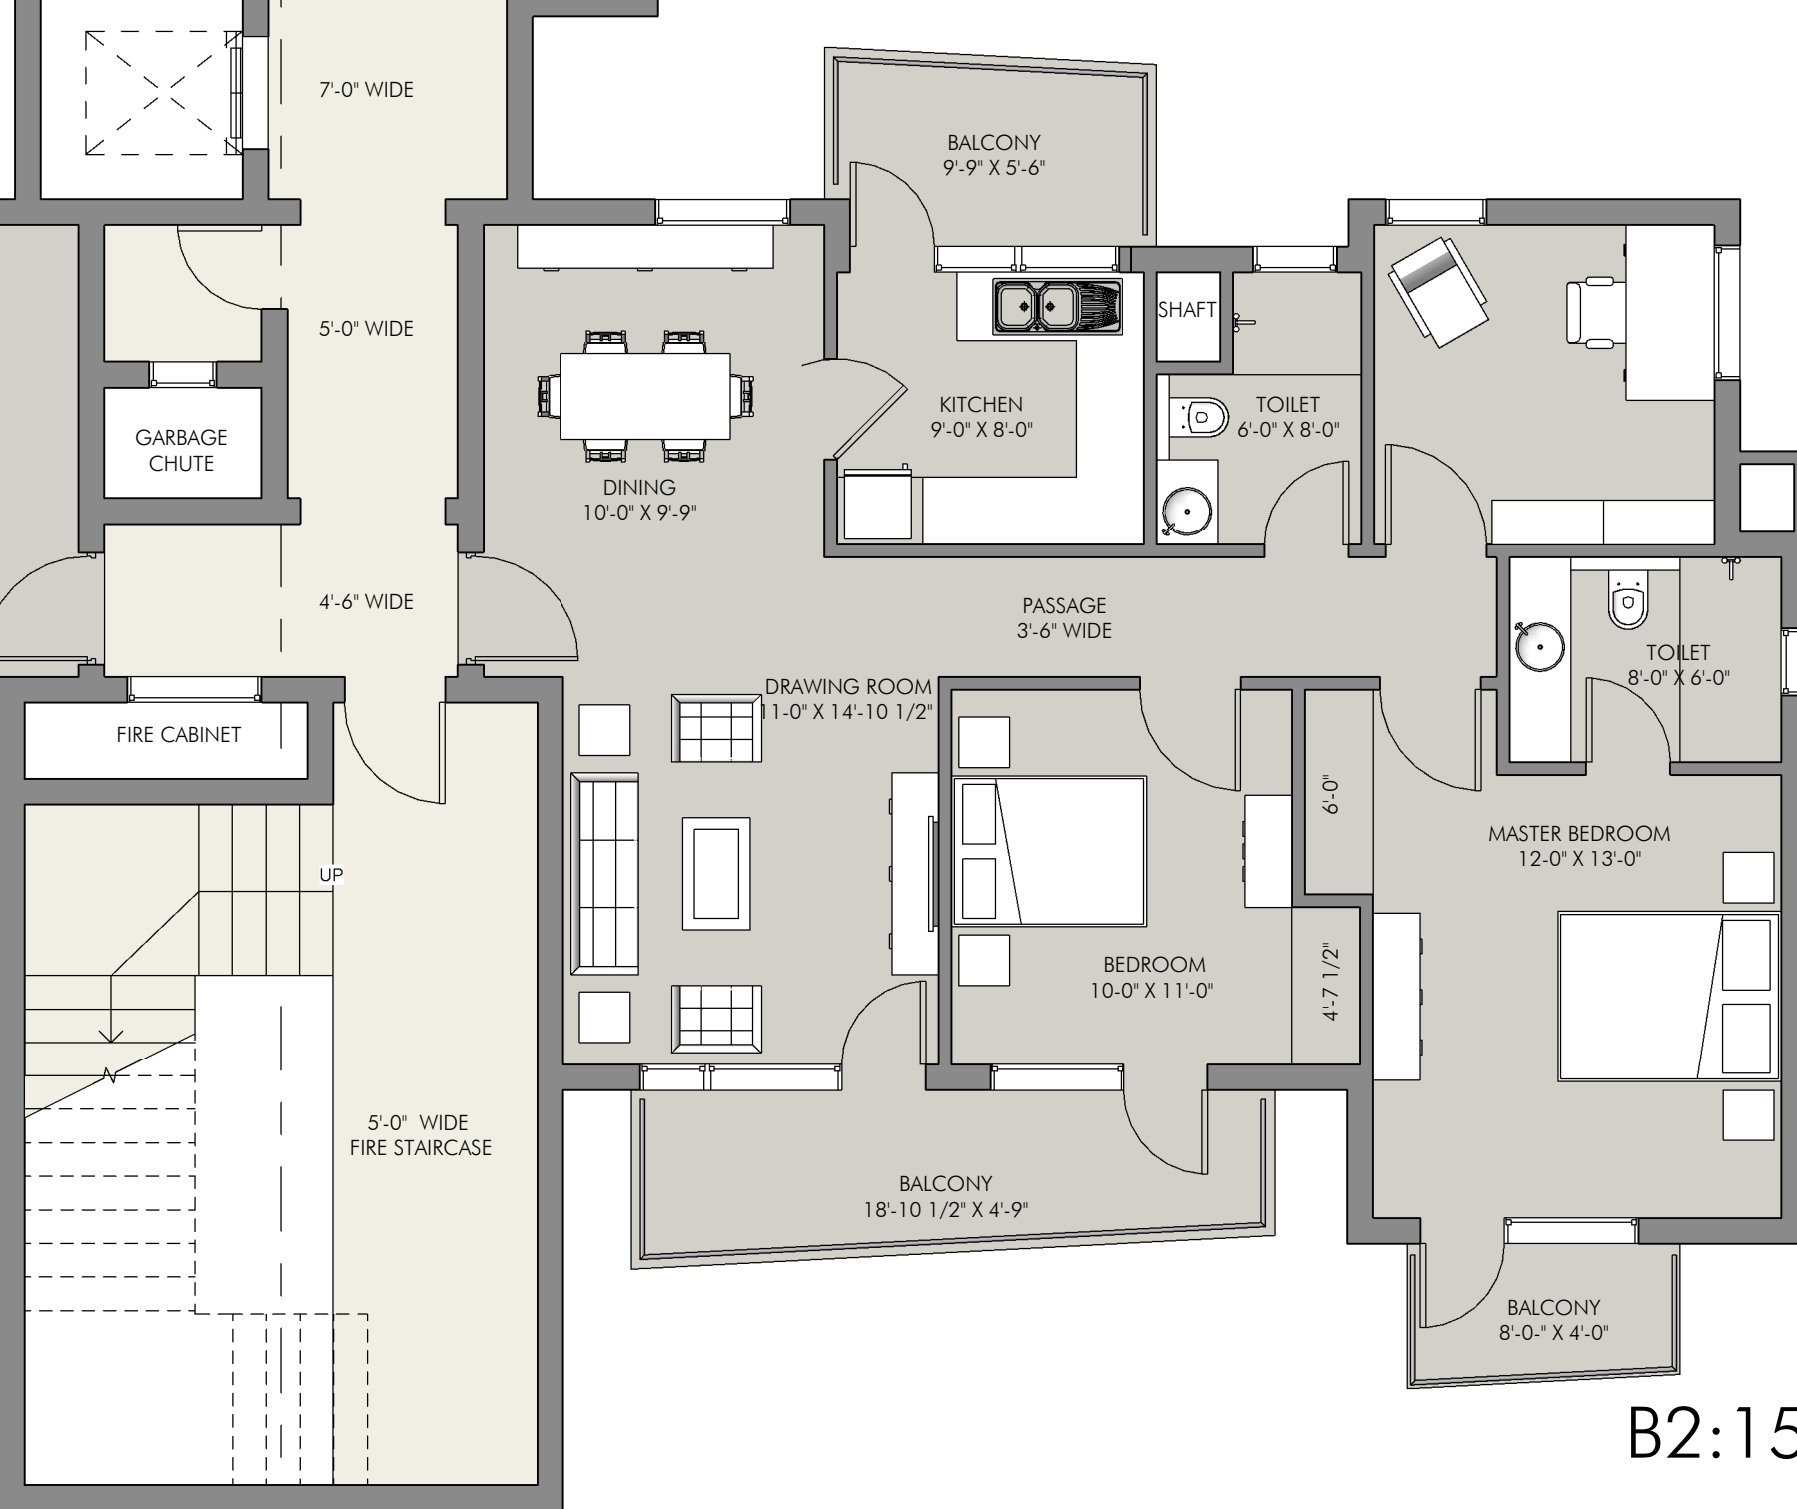 7'-0" WIDE
BALCONY
9'-9" X 5'-6"
5'-0" WIDE
SHAFT
KITCHEN
9'-0" X 8'-0"
TOILET
6'-0" X 8'-0"
GARBAGE
CHUTE
DINING
10'-0" X 9'-9"
4'-6" WIDE
PASSAGE
3'-6" WIDE
TOILET
8'-0" X 6'-0"
DRAWING ROOM
11-0" X 14'-10 1/2"
FIRE CABINET
6'-0"
MASTER BEDROOM
12-0" X 13'-0"
UP
BEDROOM
10-0" X 11'-0"
4'-7 1/2"
5'-0" WIDE
FIRE STAIRCASE
BALCONY
18'-10 1/2" X 4'-9"
BALCONY
8'-0-" X 4'-0"
B2:15